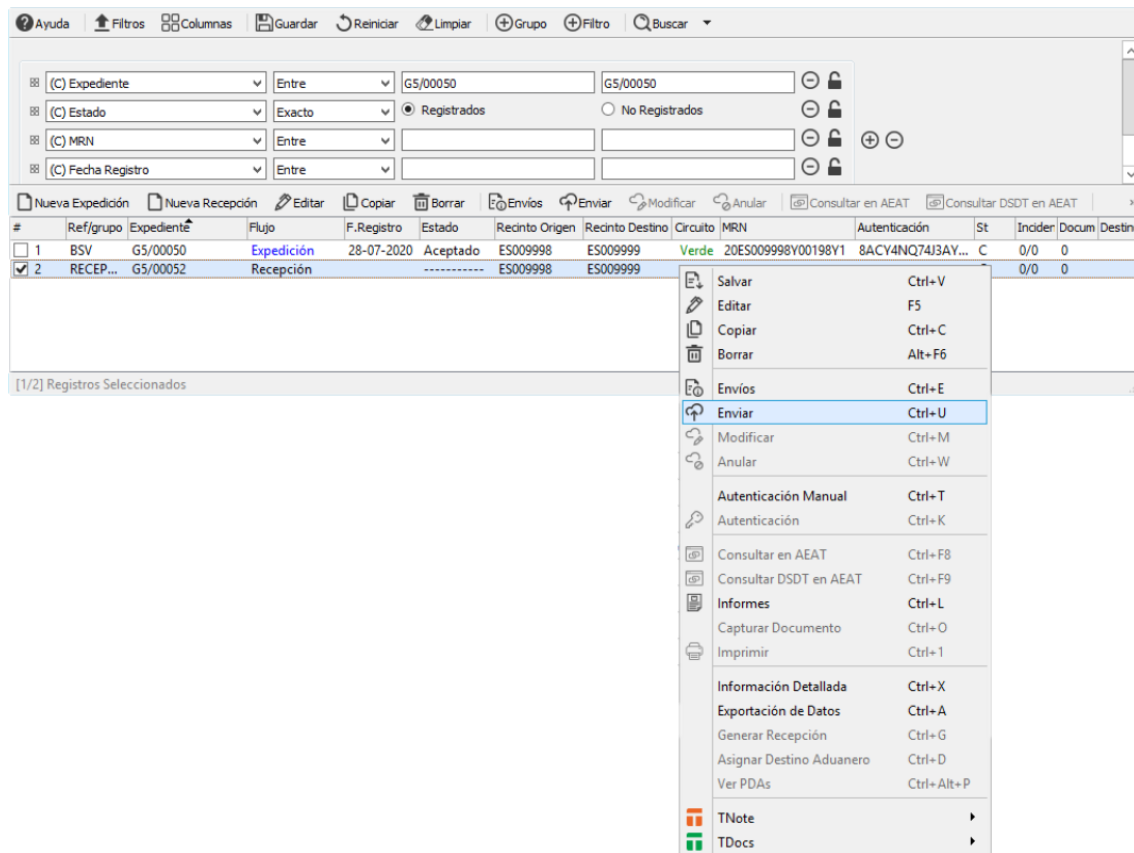 Ayuda Filtros Columnas Guardar Reiniciar Limpiar Grupo Filtro Buscar
(C) Expediente Entre G5/00050 G5/00050
(C) Estado Exacto Registrados No Registrados
(C) MRN Entre
(C) Fecha Registro Entre
Nueva Expedición Nueva Recepción Editar Copiar Borrar Envíos Enviar Modificar Anular Consultar en AEAT Consultar DSDT en AEAT
# Ref/grupo Expediente Flujo F.Registro Estado Recinto Origen Recinto Destino Circuito MRN Autenticación St Incider Docum Destin
1 BSV G5/00050 Expedición 28-07-2020 Aceptado ES009998 ES009999 Verde 20ES009998Y00198Y1 8ACY4NQ74J3AY... C 0/0 0
2 RECEP... G5/00052 Recepción ----------- ES009998 ES009999 0/0 0
[1/2] Registros Seleccionados
Salvar Ctrl+V
Editar F5
Copiar Ctrl+C
Borrar Alt+F6
Envíos Ctrl+E
Enviar Ctrl+U
Modificar Ctrl+M
Anular Ctrl+W
Autenticación Manual Ctrl+T
Autenticación Ctrl+K
Consultar en AEAT Ctrl+F8
Consultar DSDT en AEAT Ctrl+F9
Informes Ctrl+L
Capturar Documento Ctrl+O
Imprimir Ctrl+1
Información Detallada Ctrl+X
Exportación de Datos Ctrl+A
Generar Recepción Ctrl+G
Asignar Destino Aduanero Ctrl+D
Ver PDAs Ctrl+Alt+P
TNote
TDocs